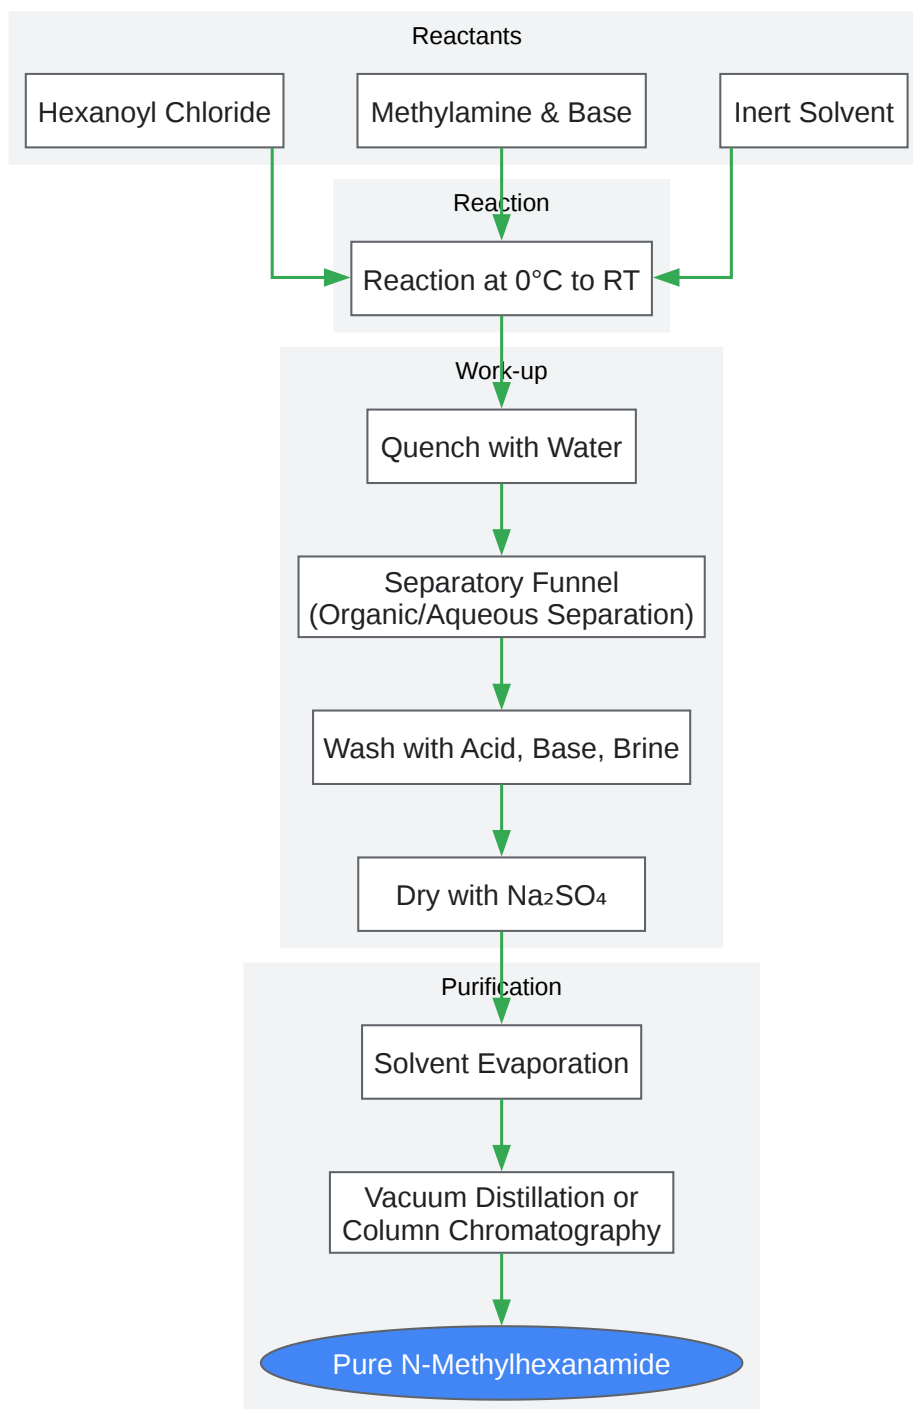 Reactants
Hexanoyl Chloride
Methylamine & Base
Inert Solvent
Reaction
Reaction at 0°C to RT
Work-up
Quench with Water
Separatory Funnel
(Organic/Aqueous Separation)
Wash with Acid, Base, Brine
Dry with Na₂SO₄
Purification
Solvent Evaporation
Vacuum Distillation or
Column Chromatography
Pure N-Methylhexanamide